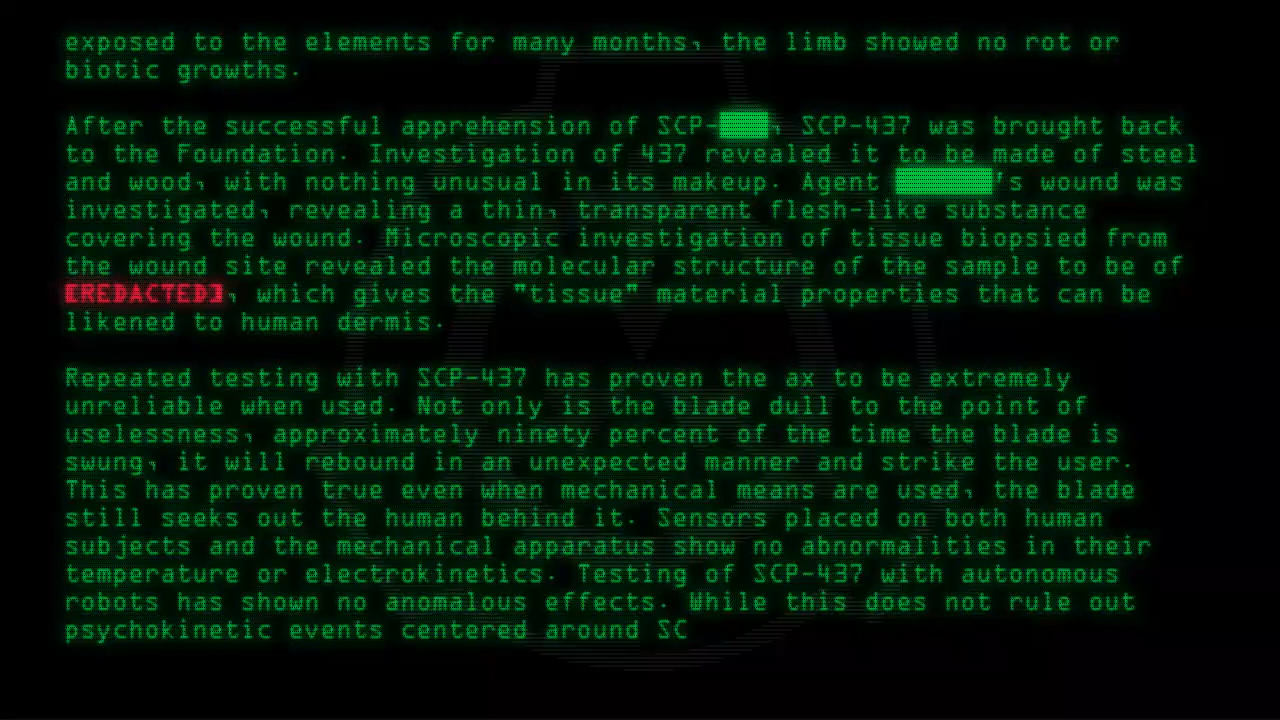 exposed to the elements for many months, the limb showed no rot or
biotic growths.
After the successful apprehension of SCP-███, SCP-437 was brought back
to the Foundation. Investigation of 437 revealed it to be made of steel
and wood, with nothing unusual in its makeup. Agent ██████'s wound was
investigated, revealing a thin, transparent flesh-like substance
covering the wound. Microscopic investigation of tissue biopsied from
the wound site revealed the molecular structure of the sample to be of
[REDACTED], which gives the "tissue" material properties that can be
likened to human dermis.
Repeated testing with SCP-437 has proven the ax to be extremely
unreliable when used. Not only is the blade dull to the point of
uselessness, approximately ninety percent of the time the blade is
swung, it will rebound in an unexpected manner and strike the user.
This has proven true even when mechanical means are used, the blade
still seeks out the human behind it. Sensors placed on both human
subjects and the mechanical apparatus show no abnormalities in their
temperature or electrokinetics. Testing of SCP-437 with autonomous
robots has shown no anomalous effects. While this does not rule out
psychokinetic events centered around SC